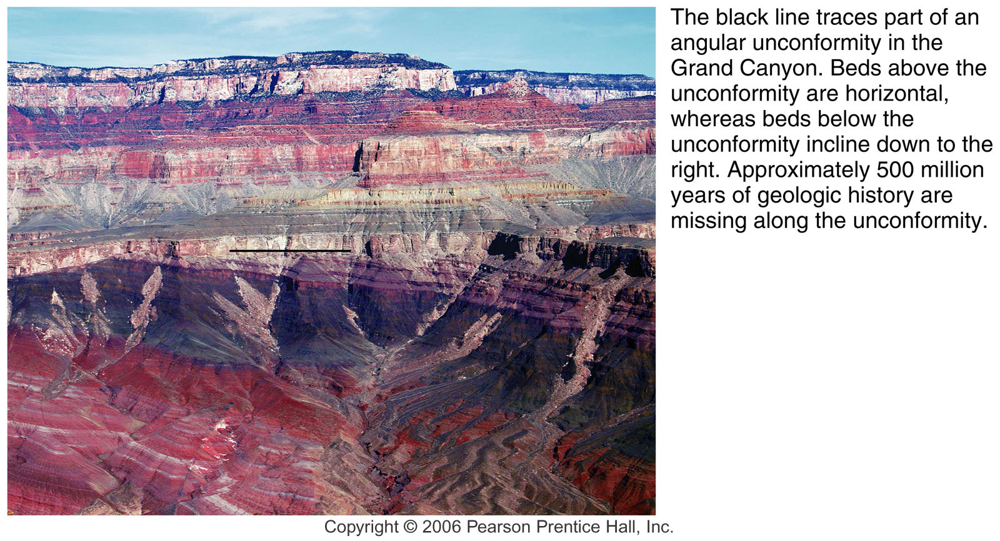 The black line traces part of an
angular unconformity in the
Grand Canyon. Beds above the
unconformity are horizontal,
whereas beds below the
unconformity incline down to the
right. Approximately 500 million
years of geologic history are
missing along the unconformity.
Copyright © 2006 Pearson Prentice Hall, Inc.